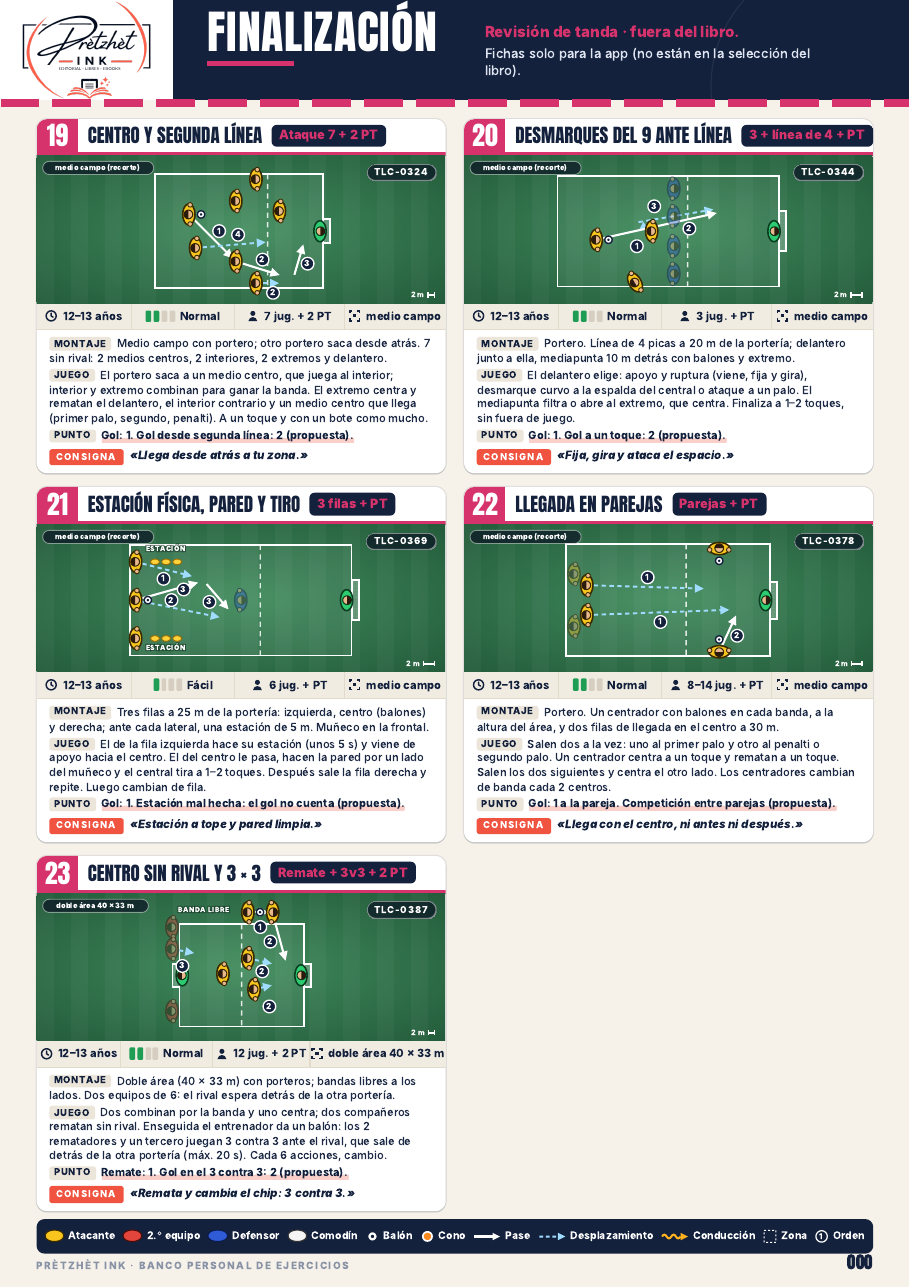 Prètzhèt
INK
EDITORIAL · LIBRES · EBOOKS
FINALIZACIÓN
Revisión de tanda · fuera del libro.
Fichas solo para la app (no están en la selección del
libro).
19 CENTRO Y SEGUNDA LÍNEA Ataque 7 + 2 PT
medio campo (recorte) TLC-0324
1
4
2
3
2
2 m
12–13 años Normal 7 jug. + 2 PT medio campo
MONTAJE Medio campo con portero; otro portero saca desde atrás. 7
sin rival: 2 medios centros, 2 interiores, 2 extremos y delantero.
JUEGO El portero saca a un medio centro, que juega al interior;
interior y extremo combinan para ganar la banda. El extremo centra y
rematan el delantero, el interior contrario y un medio centro que llega
(primer palo, segundo, penalti). A un toque y con un bote como mucho.
PUNTO Gol: 1. Gol desde segunda línea: 2 (propuesta).
CONSIGNA «Llega desde atrás a tu zona.»
20 DESMARQUES DEL 9 ANTE LÍNEA 3 + línea de 4 + PT
medio campo (recorte) TLC-0344
3
2
1
2 m
12–13 años Normal 3 jug. + PT medio campo
MONTAJE Portero. Línea de 4 picas a 20 m de la portería; delantero
junto a ella, mediapunta 10 m detrás con balones y extremo.
JUEGO El delantero elige: apoyo y ruptura (viene, fija y gira),
desmarque curvo a la espalda del central o ataque a un palo. El
mediapunta filtra o abre al extremo, que centra. Finaliza a 1–2 toques,
sin fuera de juego.
PUNTO Gol: 1. Gol a un toque: 2 (propuesta).
CONSIGNA «Fija, gira y ataca el espacio.»
21 ESTACIÓN FÍSICA, PARED Y TIRO 3 filas + PT
medio campo (recorte) TLC-0369
ESTACIÓN
1
3
2
3
ESTACIÓN
2 m
12–13 años Fácil 6 jug. + PT medio campo
MONTAJE Tres filas a 25 m de la portería: izquierda, centro (balones)
y derecha; ante cada lateral, una estación de 5 m. Muñeco en la frontal.
JUEGO El de la fila izquierda hace su estación (unos 5 s) y viene de
apoyo hacia el centro. El del centro le pasa, hacen la pared por un lado
del muñeco y el central tira a 1–2 toques. Después sale la fila derecha y
repite. Luego cambian de fila.
PUNTO Gol: 1. Estación mal hecha: el gol no cuenta (propuesta).
CONSIGNA «Estación a tope y pared limpia.»
22 LLEGADA EN PAREJAS Parejas + PT
medio campo (recorte) TLC-0378
1
1
2
2 m
12–13 años Normal 8–14 jug. + PT medio campo
MONTAJE Portero. Un centrador con balones en cada banda, a la
altura del área, y dos filas de llegada en el centro a 30 m.
JUEGO Salen dos a la vez: uno al primer palo y otro al penalti o
segundo palo. Un centrador centra a un toque y rematan a un toque.
Salen los dos siguientes y centra el otro lado. Los centradores cambian
de banda cada 2 centros.
PUNTO Gol: 1 a la pareja. Competición entre parejas (propuesta).
CONSIGNA «Llega con el centro, ni antes ni después.»
23 CENTRO SIN RIVAL Y 3 × 3 Remate + 3v3 + 2 PT
doble área 40 × 33 m BANDA LIBRE TLC-0387
1
2
3
2
2
2 m
12–13 años Normal 12 jug. + 2 PT doble área 40 × 33 m
MONTAJE Doble área (40 × 33 m) con porteros; bandas libres a los
lados. Dos equipos de 6: el rival espera detrás de la otra portería.
JUEGO Dos combinan por la banda y uno centra; dos compañeros
rematan sin rival. Enseguida el entrenador da un balón: los 2
rematadores y un tercero juegan 3 contra 3 ante el rival, que sale de
detrás de la otra portería (máx. 20 s). Cada 6 acciones, cambio.
PUNTO Remate: 1. Gol en el 3 contra 3: 2 (propuesta).
CONSIGNA «Remata y cambia el chip: 3 contra 3.»
Atacante 2.º equipo Defensor Comodín Balón Cono Pase Desplazamiento Conducción Zona 1 Orden
PRÈTZHÈT INK · BANCO PERSONAL DE EJERCICIOS 000